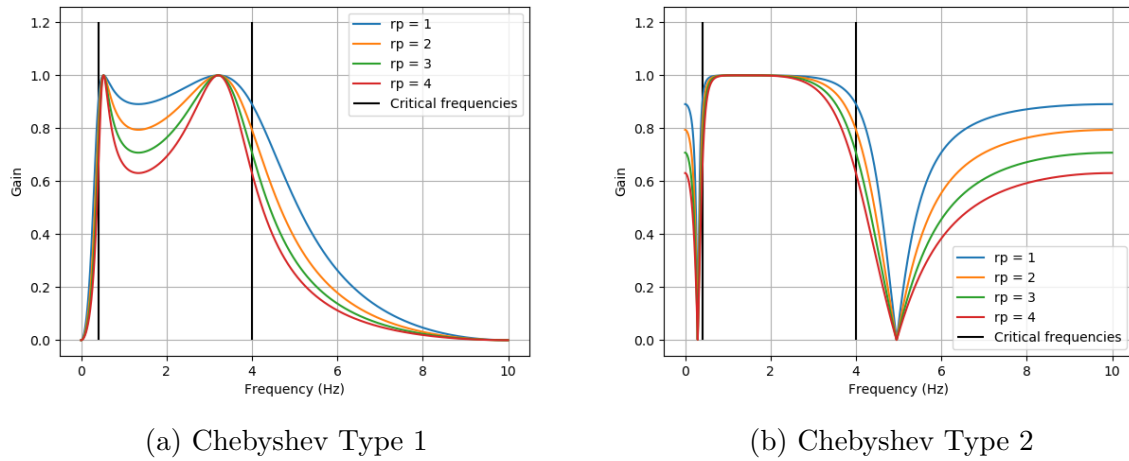 1.2
1.0
0.8
0.6
0.4
0.2
0.0
Gain
0 2 4 6 8 10
Frequency (Hz)
rp = 1
rp = 2
rp = 3
rp = 4
Critical frequencies
(a) Chebyshev Type 1
1.2
1.0
0.8
0.6
0.4
0.2
0.0
Gain
0 2 4 6 8 10
Frequency (Hz)
rp = 1
rp = 2
rp = 3
rp = 4
Critical frequencies
(b) Chebyshev Type 2